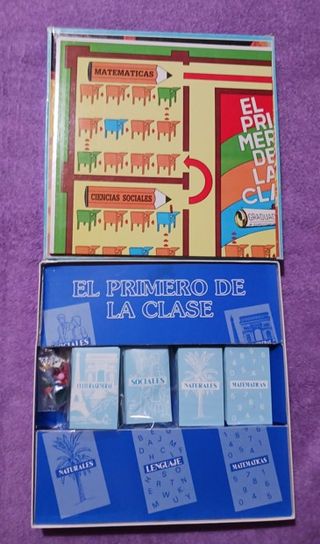 MATEMATICAS
CIENCIAS SOCIALES
EL
PRI
MER
DE
LA
CLA
GRADUAD
EL PRIMERO DE
LA CLASE
SOCIALES
NATURALES
MATEMATICAS
NATURALES
LENGUAJE
MATEMATICAS